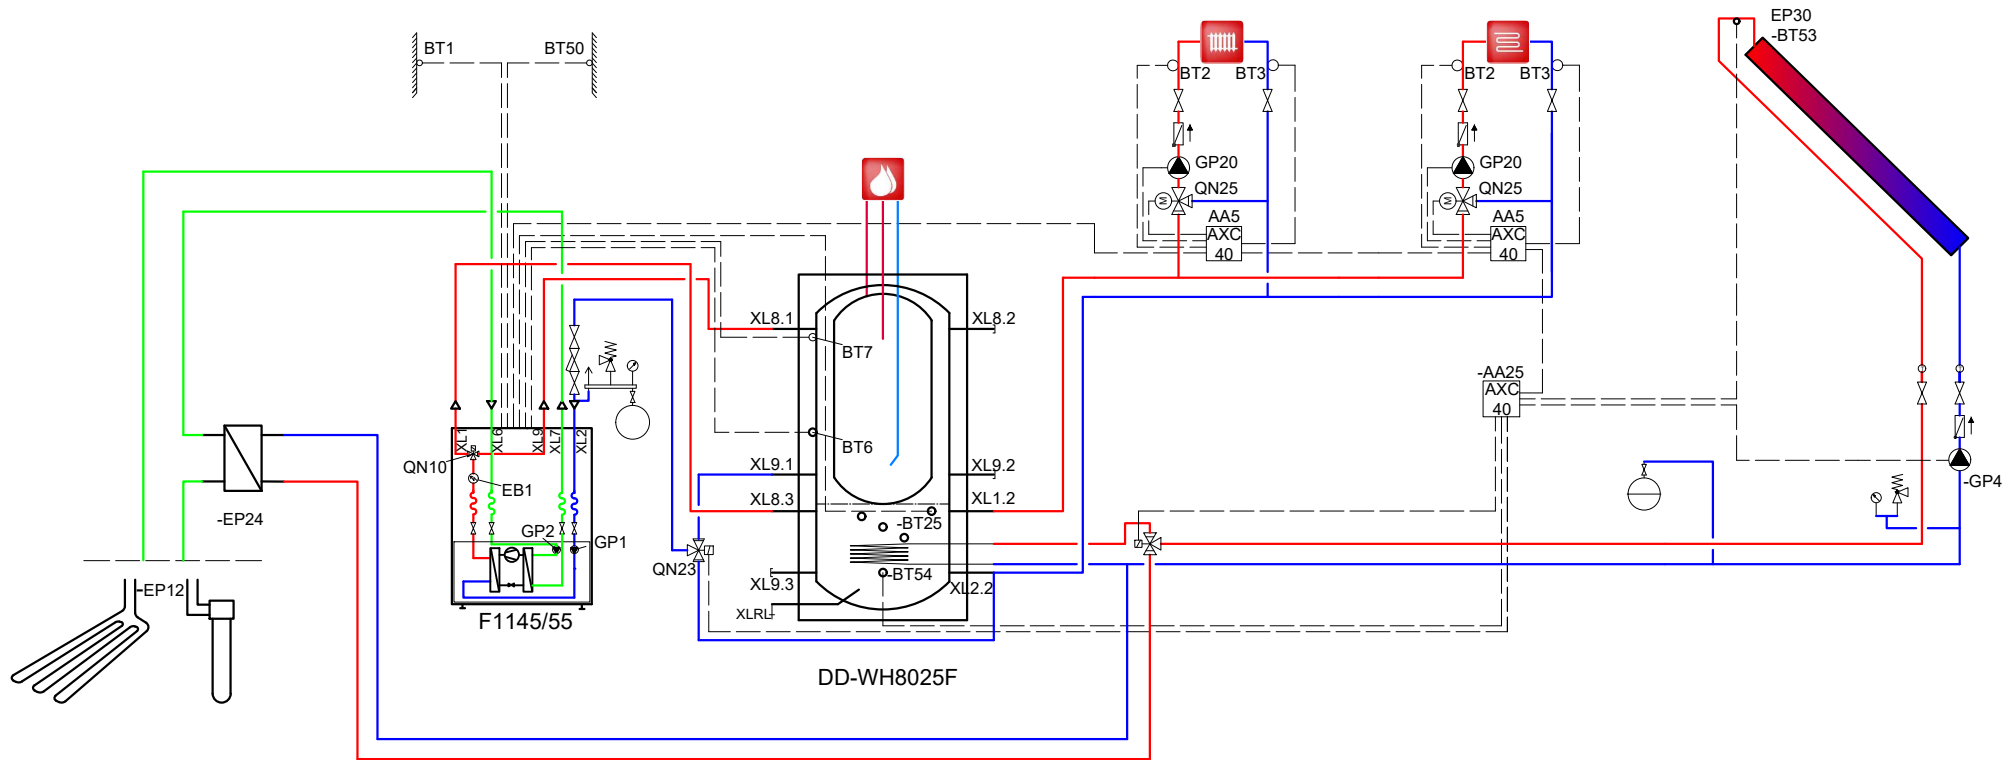 EP30
-BT53
BT1
BT50
BT2
BT3
BT2
BT3
GP20
GP20
QN25
QN25
M
M
AA5
AXC
40
AA5
AXC
40
XL8.1
XL8.2
BT7
-AA25
AXC
40
XL1
XL6
XL9
XL7
XL2
BT6
QN10
XL9.1
XL9.2
EB1
XL8.3
XL1.2
-GP4
-EP24
-BT25
GP2
GP1
QN23
-BT54
XL9.3
XL2.2
-EP12
XLRL
F1145/55
DD-WH8025F